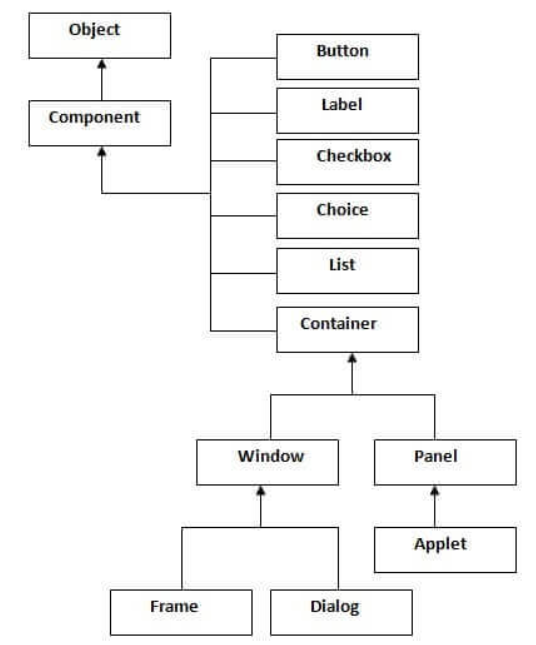 Object
Button
Label
Component
Checkbox
Choice
List
Container
Window
Panel
Applet
Frame
Dialog